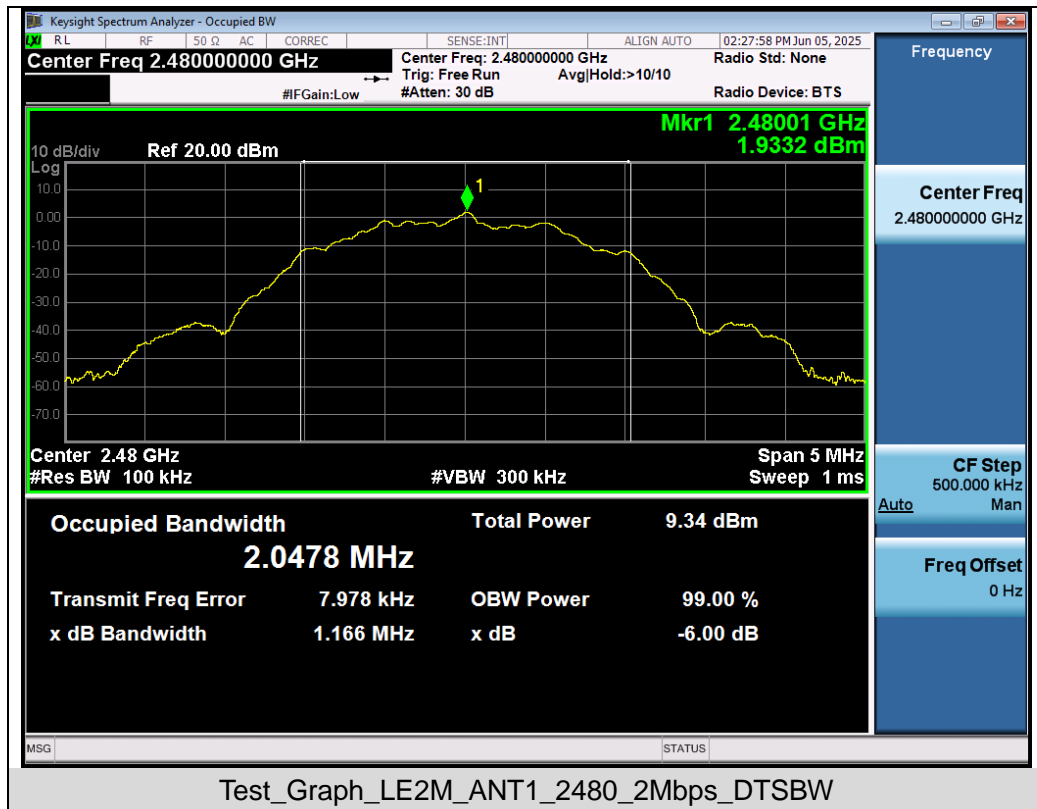 Keysight Spectrum Analyzer - Occupied BW
LXI RL RF 50 Ω AC CORREC SENSE:INT ALIGN AUTO 02:27:58 PM Jun 05, 2025
Center Freq 2.480000000 GHz
Center Freq: 2.480000000 GHz
Radio Std: None
Trig: Free Run Avg|Hold:>10/10
#IFGain:Low
#Atten: 30 dB
Radio Device: BTS
Mkr1 2.48001 GHz
1.9332 dBm
10 dB/div Ref 20.00 dBm
Log
10.0
0.00
-10.0
-20.0
-30.0
-40.0
-50.0
-60.0
-70.0
1
Center 2.48 GHz
Span 5 MHz
#Res BW 100 kHz
#VBW 300 kHz
Sweep 1 ms
Occupied Bandwidth
2.0478 MHz
Total Power 9.34 dBm
Transmit Freq Error 7.978 kHz
OBW Power 99.00 %
x dB Bandwidth 1.166 MHz
x dB -6.00 dB
Frequency
Center Freq
2.480000000 GHz
CF Step
500.000 kHz
Auto Man
Freq Offset
0 Hz
MSG
STATUS
Test_Graph_LE2M_ANT1_2480_2Mbps_DTSBW